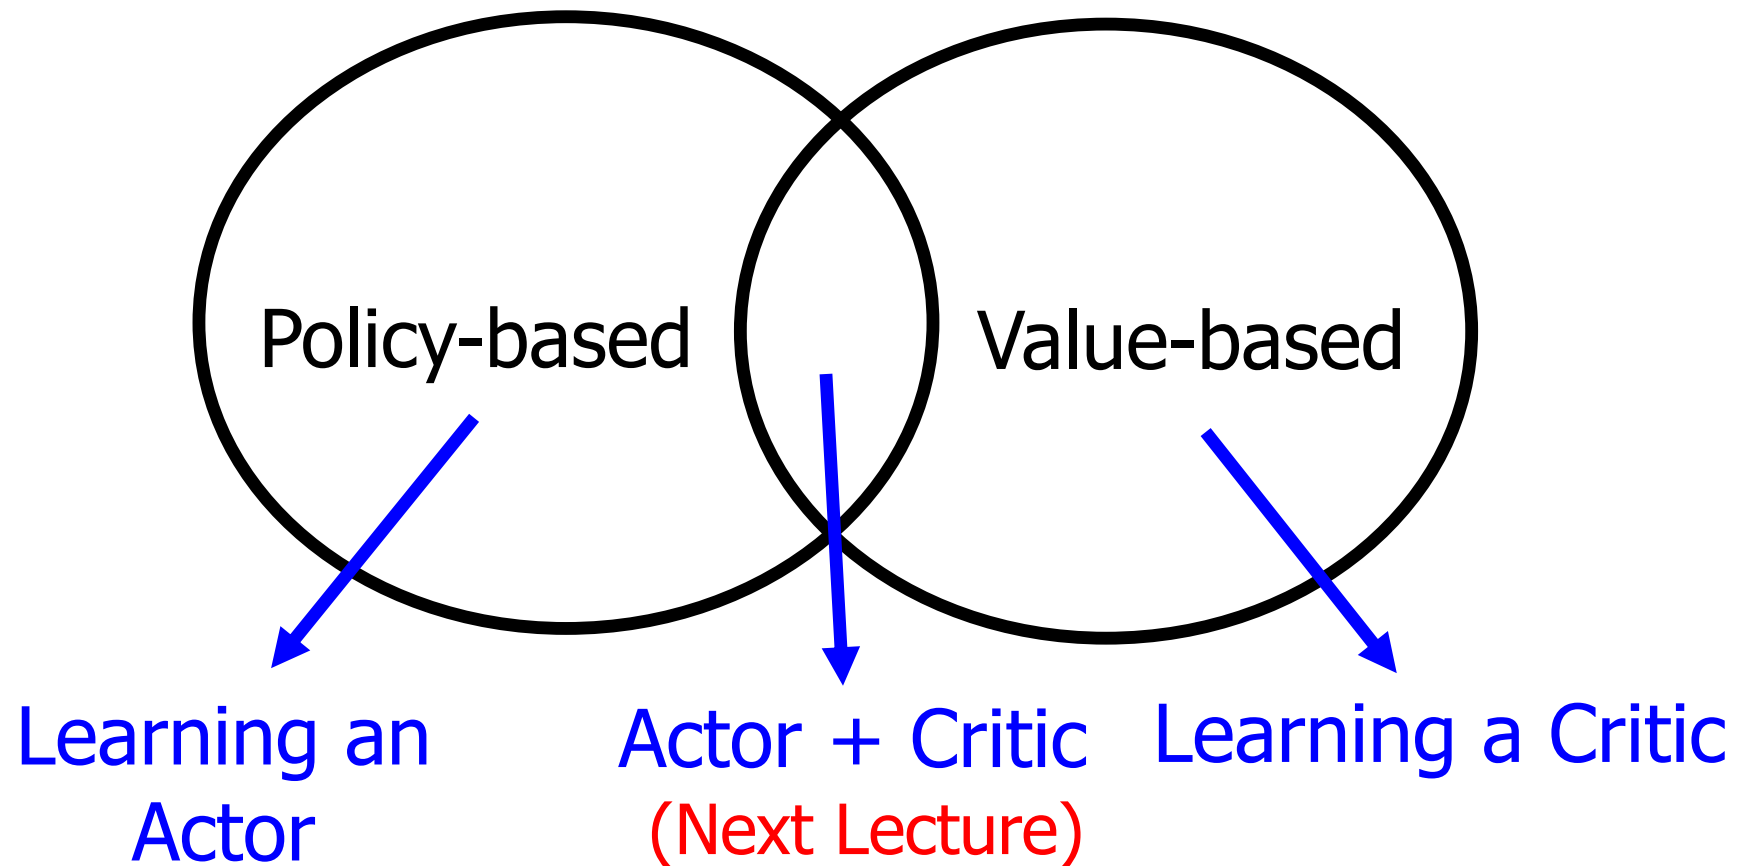 Policy-based
Value-based
Learning an
Actor
Actor + Critic
(Next Lecture)
Learning a Critic